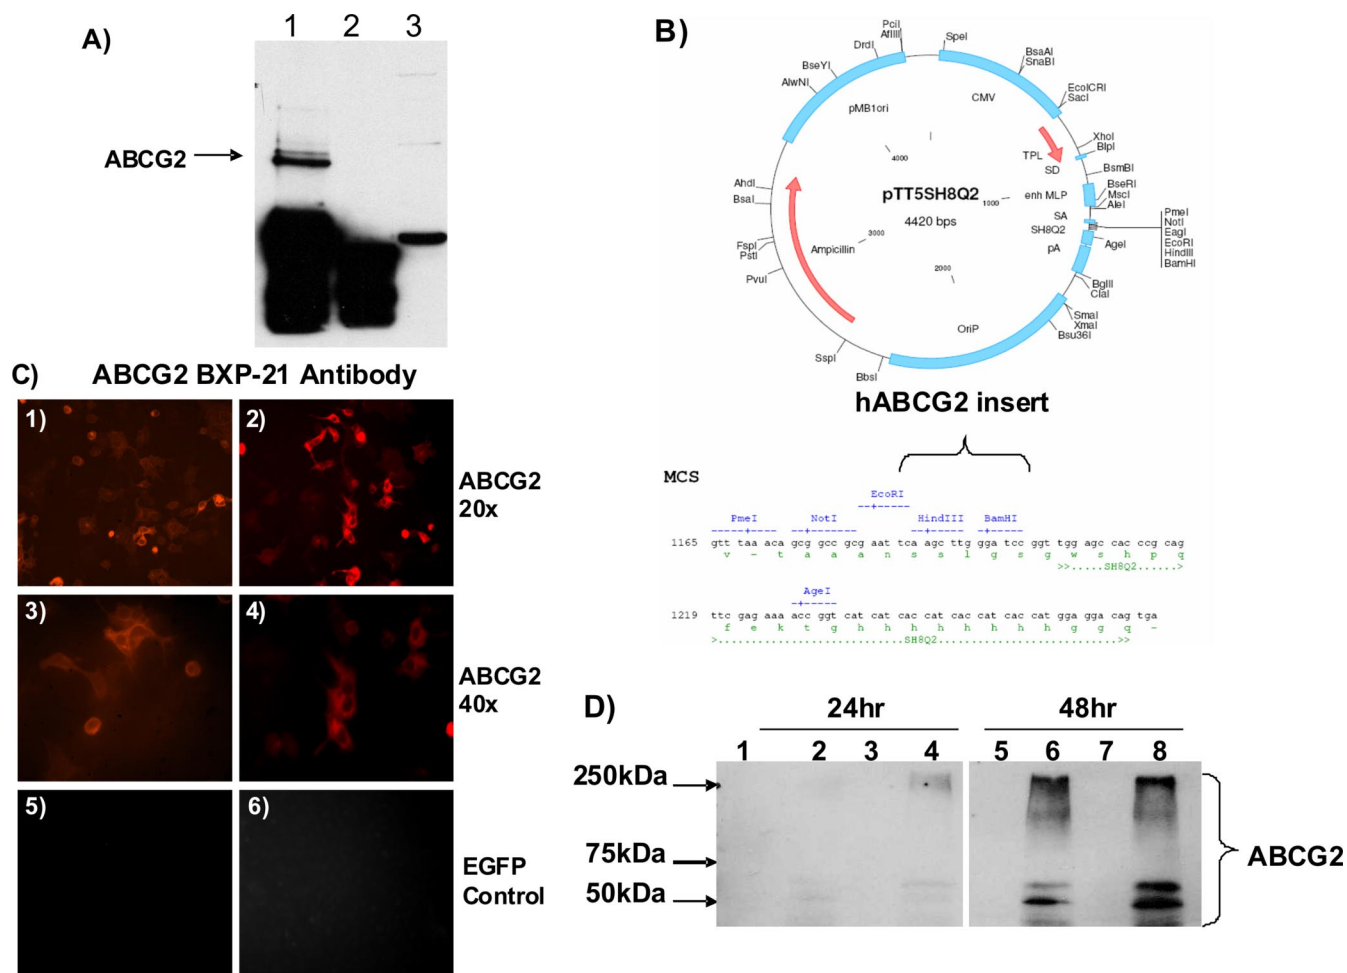 A)
1 2 3
ABCG2
B)
PciI
AflIII
DrdI
BseYI
AlwNI
SpeI
BsaAI
SnaBI
EcoICRI
SacI
XhoI
BlpI
BsmBI
BseRI
MscI
AleI
PmeI
NotI
EagI
EcoRI
HindIII
BamHI
AgeI
BglII
ClaI
SmaI
XmaI
Bsu36I
BbsI
SspI
PvuI
PstI
FspI
BsaI
AhdI
pMB1ori
CMV
TPL
SD
enh MLP
SA
SH8Q2
pA
OriP
Ampicillin
4000
1000
2000
3000
pTT5SH8Q2
4420 bps
hABCG2 insert
MCS
EcoRI
PmeI NotI HindIII BamHI
1165 gtt taa aca gcg gcc gcg aat tca agc ttg gga tcc ggt tgg agc cac ccg cag
v - t a a a n s s l g s g w s h p q
>>.....SH8Q2......>
AgeI
1219 ttc gag aaa acc ggt cat cat cac cat cac cat cac cat gga gga cag tga
f e k t g h h h h h h h h g g q -
>..............................SH8Q2.............................>>
C) ABCG2 BXP-21 Antibody
1) 2)
ABCG2
20x
3) 4)
ABCG2
40x
5) 6)
EGFP
Control
D)
24hr 48hr
1 2 3 4 5 6 7 8
250kDa
75kDa
50kDa
ABCG2